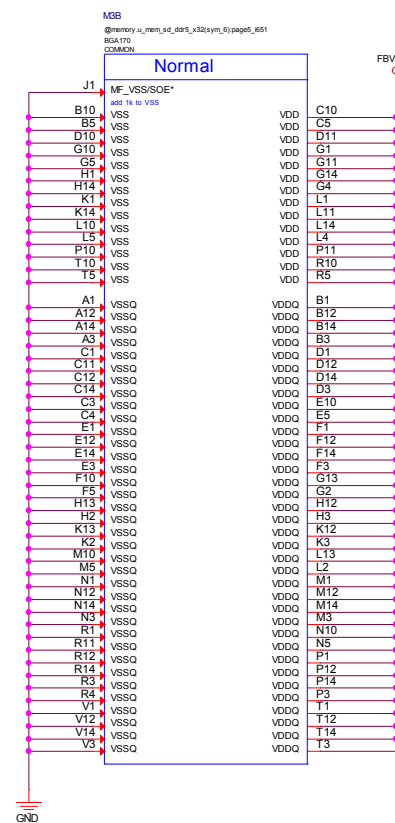 M3B
@memory.u_mem_sd_ddr5_x32(sym_6):page5_i651
BGA170
COMMON
Normal
FBV
J1 MF_VSS/SOE*
add 1k to VSS
B10 VSS VDD C10
B5 VSS VDD C5
D10 VSS VDD D11
G10 VSS VDD G1
G5 VSS VDD G11
H1 VSS VDD G14
H14 VSS VDD G4
K1 VSS VDD L1
K14 VSS VDD L11
L10 VSS VDD L14
L5 VSS VDD L4
P10 VSS VDD P11
T10 VSS VDD R10
T5 VSS VDD R5
A1 VSSQ VDDQ B1
A12 VSSQ VDDQ B12
A14 VSSQ VDDQ B14
A3 VSSQ VDDQ B3
C1 VSSQ VDDQ D1
C11 VSSQ VDDQ D12
C12 VSSQ VDDQ D14
C14 VSSQ VDDQ D3
C3 VSSQ VDDQ E10
C4 VSSQ VDDQ E5
E1 VSSQ VDDQ F1
E12 VSSQ VDDQ F12
E14 VSSQ VDDQ F14
E3 VSSQ VDDQ F3
F10 VSSQ VDDQ G13
F5 VSSQ VDDQ G2
H13 VSSQ VDDQ H12
H2 VSSQ VDDQ H3
K13 VSSQ VDDQ K12
K2 VSSQ VDDQ K3
M10 VSSQ VDDQ L13
M5 VSSQ VDDQ L2
N1 VSSQ VDDQ M1
N12 VSSQ VDDQ M12
N14 VSSQ VDDQ M14
N3 VSSQ VDDQ M3
R1 VSSQ VDDQ N10
R11 VSSQ VDDQ N5
R12 VSSQ VDDQ P1
R14 VSSQ VDDQ P12
R3 VSSQ VDDQ P14
R4 VSSQ VDDQ P3
V1 VSSQ VDDQ T1
V12 VSSQ VDDQ T12
V14 VSSQ VDDQ T14
V3 VSSQ VDDQ T3
GND